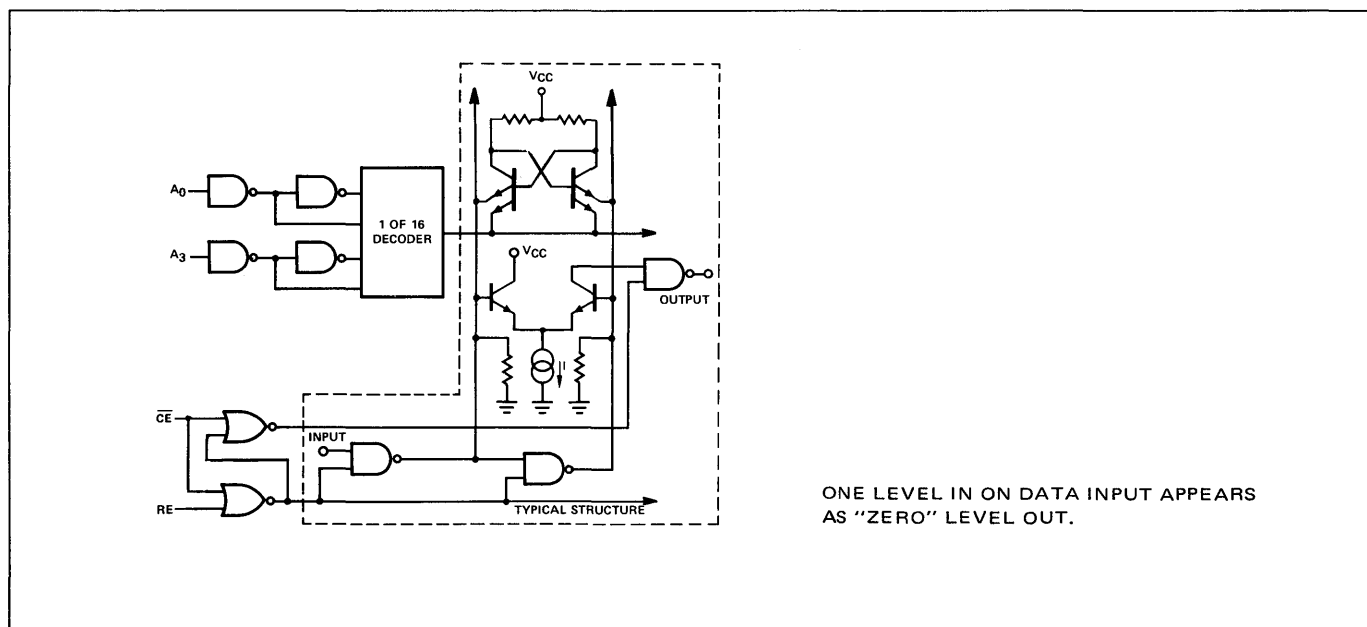 VCC
A0
A3
1 OF 16
DECODER
VCC
OUTPUT
I
CE
INPUT
RE
TYPICAL STRUCTURE
ONE LEVEL IN ON DATA INPUT APPEARS
AS "ZERO" LEVEL OUT.